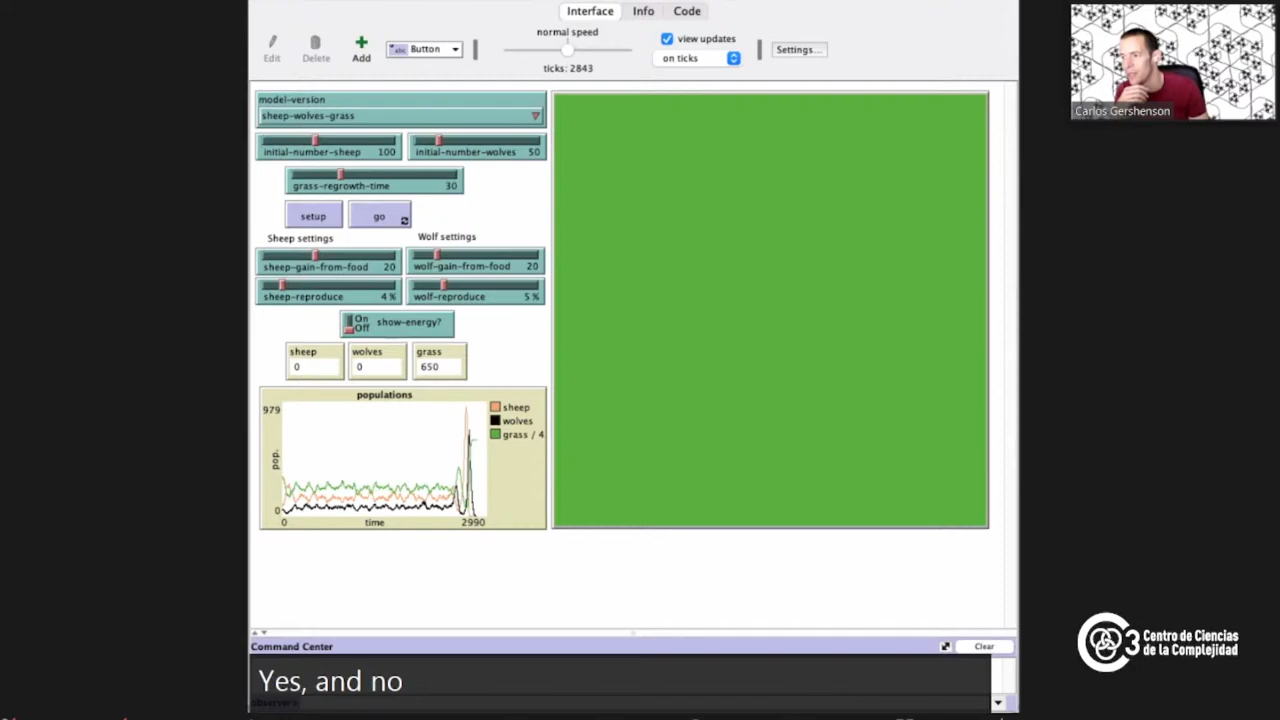 Interface Info Code
Edit Delete Add abc Button
normal speed
ticks: 2843
view updates
on ticks
Settings...
Carlos Gershenson
model-version
sheep-wolves-grass
initial-number-sheep 100
initial-number-wolves 50
grass-regrowth-time 30
setup go
Sheep settings Wolf settings
sheep-gain-from-food 20
wolf-gain-from-food 20
sheep-reproduce 4 %
wolf-reproduce 5 %
On
Off
show-energy?
sheep wolves grass
0 0 650
populations
979
pop.
0
0 time 2990
sheep
wolves
grass / 4
Command Center Clear
Yes, and no
observer>
C3 Centro de Ciencias
de la Complejidad